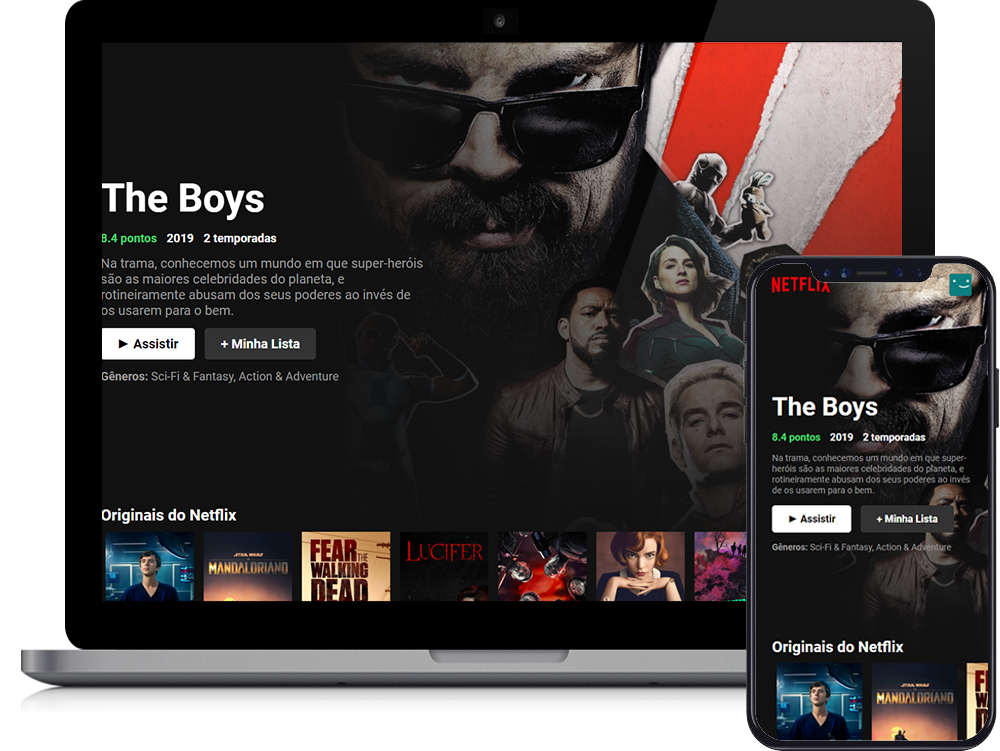 The Boys
8.4 pontos 2019 2 temporadas
Na trama, conhecemos um mundo em que super-heróis
são as maiores celebridades do planeta, e
rotineiramente abusam dos seus poderes ao invés de
os usarem para o bem.
▶ Assistir + Minha Lista
Gêneros: Sci-Fi & Fantasy, Action & Adventure
Originais do Netflix
STAR WARS
MANDALORIANO
FEAR THE
WALKING
DEAD
LUCIFER
NETFLIX
The Boys
8.4 pontos 2019 2 temporadas
Na trama, conhecemos um mundo em que super-
heróis são as maiores celebridades do planeta, e
rotineiramente abusam dos seus poderes ao invés
de os usarem para o bem.
▶ Assistir + Minha Lista
Gêneros: Sci-Fi & Fantasy, Action & Adventure
Originais do Netflix
STAR WARS
MANDALORIANO